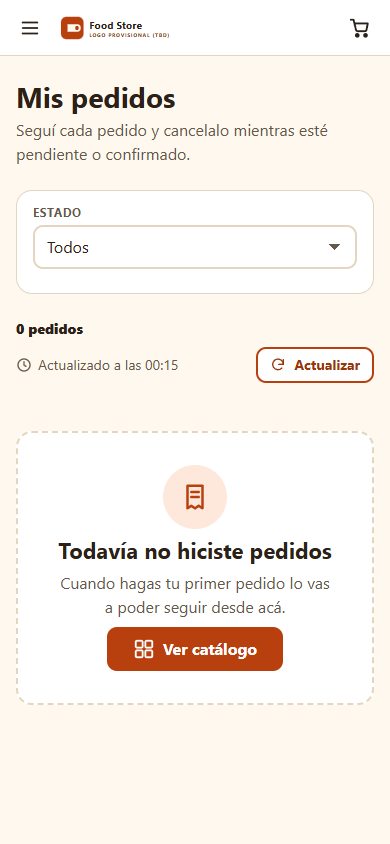 Food Store
LOGO PROVISIONAL (TBD)
Mis pedidos
Seguí cada pedido y cancelalo mientras esté
pendiente o confirmado.
ESTADO
Todos
0 pedidos
Actualizado a las 00:15
Actualizar
Todavía no hiciste pedidos
Cuando hagas tu primer pedido lo vas
a poder seguir desde acá.
Ver catálogo